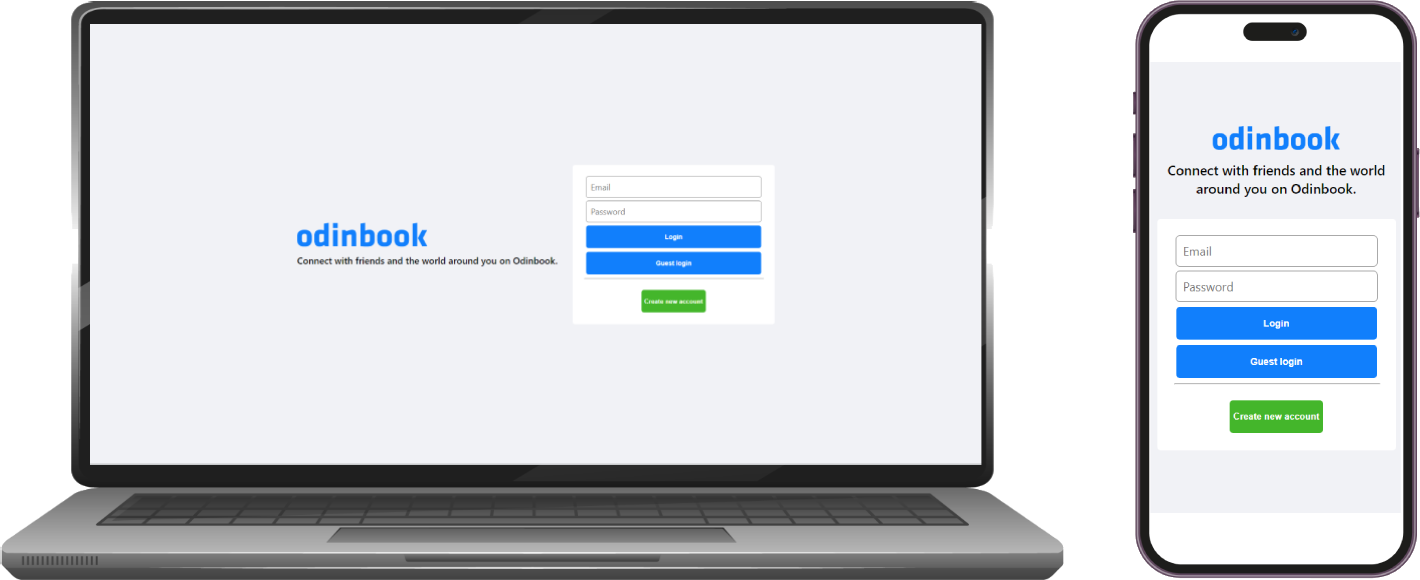 odinbook
Connect with friends and the world around you on Odinbook.
Email
Password
Login
Guest login
Create new account
odinbook
Connect with friends and the world
around you on Odinbook.
Email
Password
Login
Guest login
Create new account